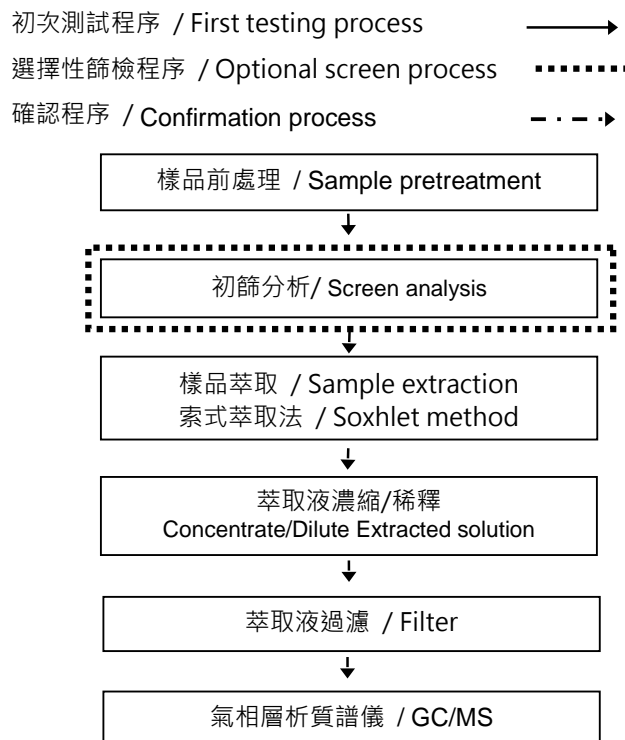 初次測試程序 / First testing process
選擇性篩檢程序 / Optional screen process
確認程序 / Confirmation process
樣品前處理 / Sample pretreatment
初篩分析/ Screen analysis
樣品萃取 / Sample extraction
索式萃取法 / Soxhlet method
萃取液濃縮/稀釋
Concentrate/Dilute Extracted solution
萃取液過濾 / Filter
氣相層析質譜儀 / GC/MS